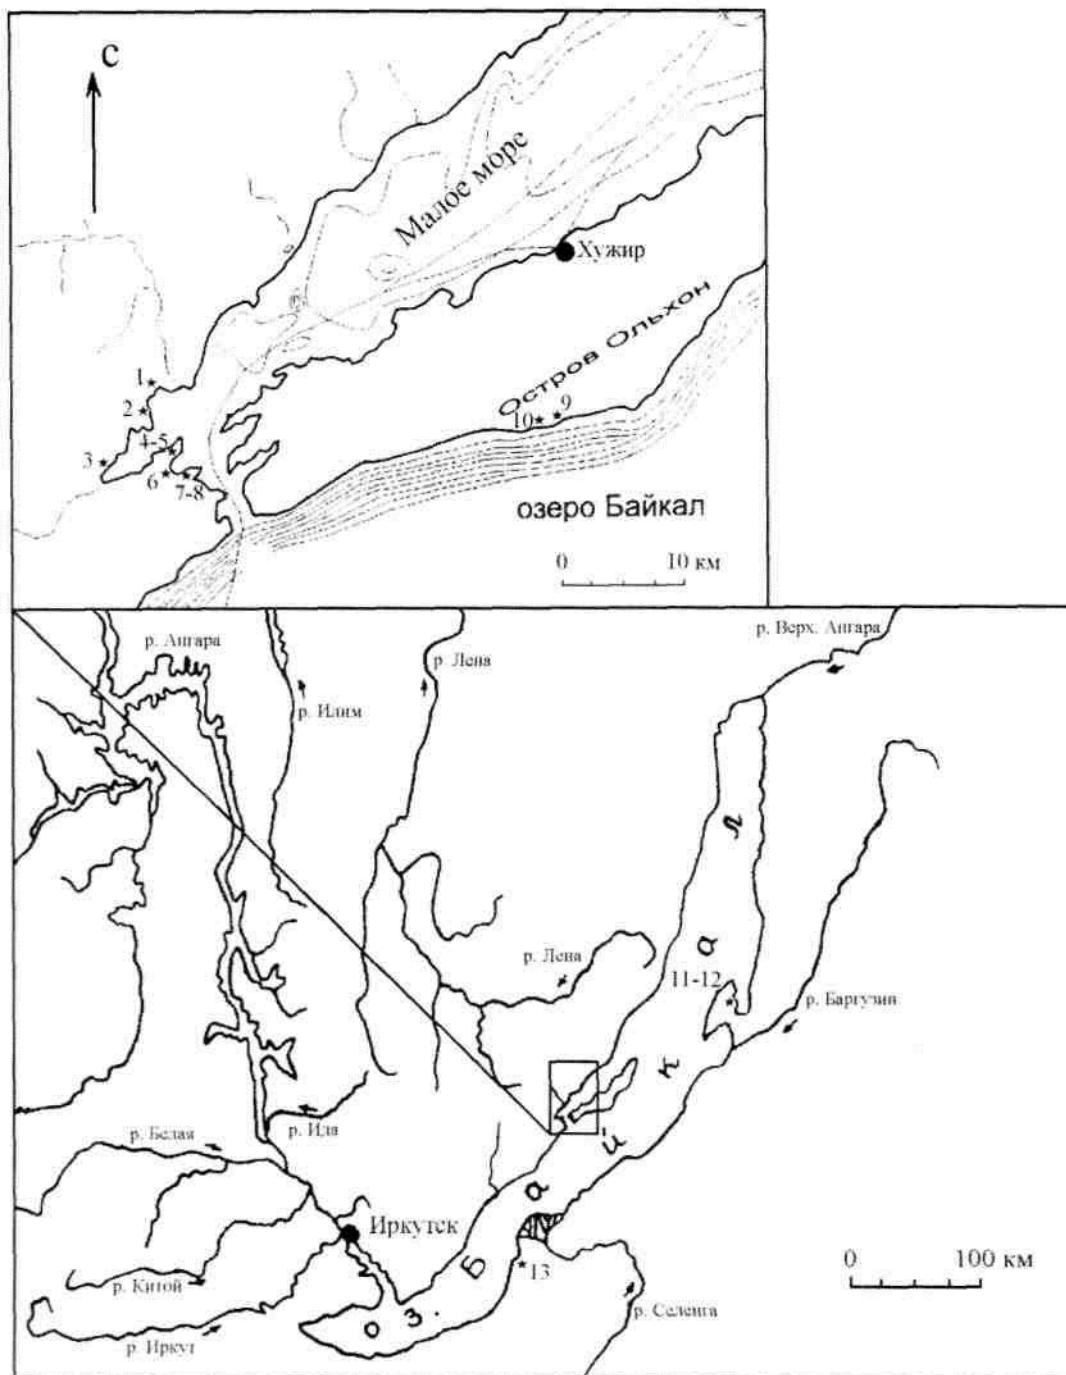 С
Малое море
Хужир
Остров Ольхон
1
2
3
4-5
6
7-8
10
9
озеро Байкал
0 10 км
р. Ангара
р. Лена
р. Верх. Ангара
р. Илим
р. Лена
11-12
р. Баргузин
р. Белая
р. Ида
Иркутск
р. Китой
р. Иркут
13
р. Селенга
0 100 км
оз. Байкал